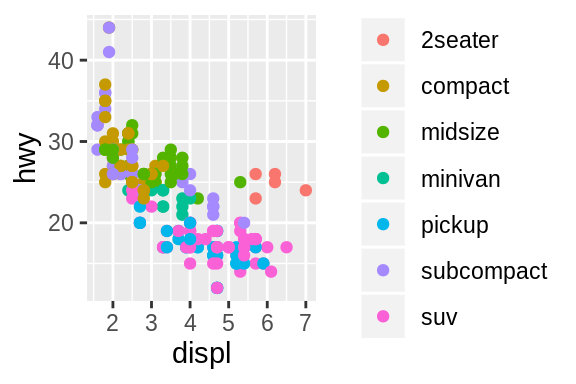 40
30
20
hwy
2 3 4 5 6 7
displ
2seater
compact
midsize
minivan
pickup
subcompact
suv